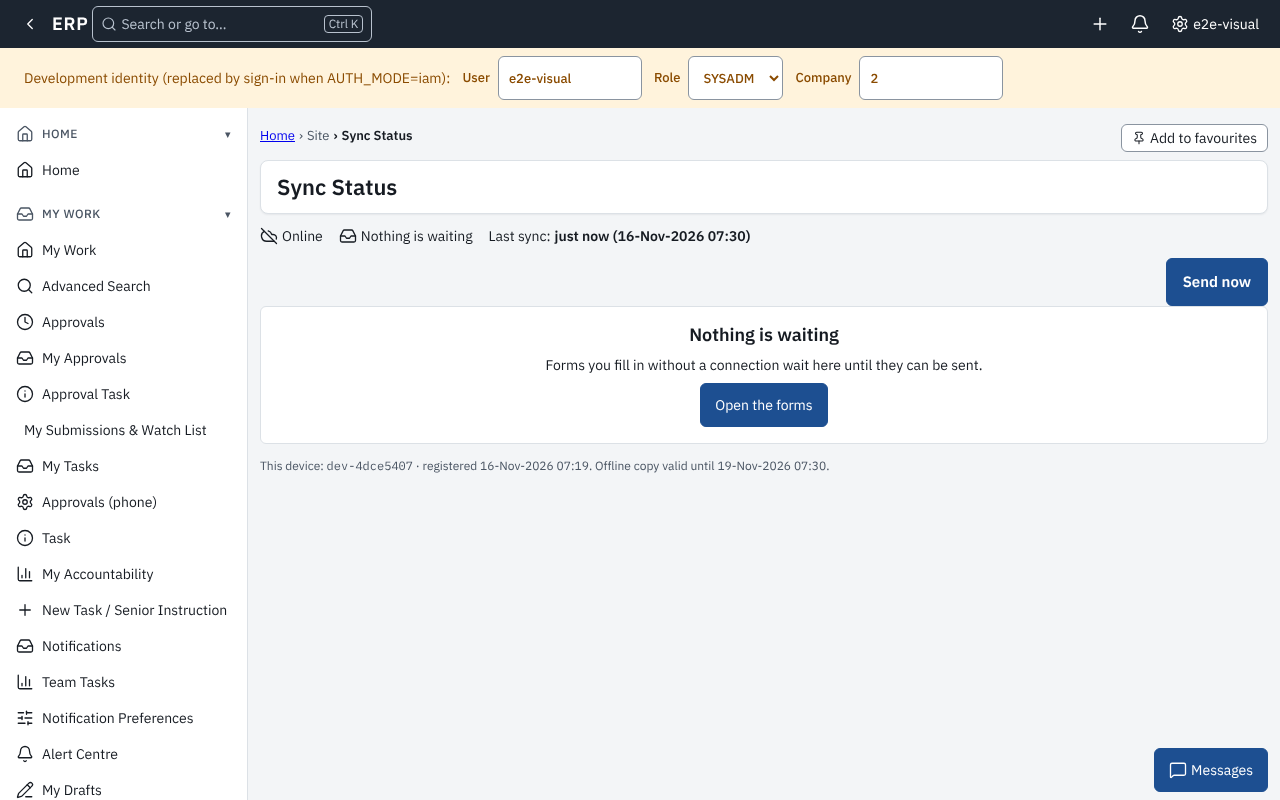 ERP
Search or go to... Ctrl K
e2e-visual
Development identity (replaced by sign-in when AUTH_MODE=iam): User e2e-visual Role SYSADM Company 2
HOME
Home
MY WORK
My Work
Advanced Search
Approvals
My Approvals
Approval Task
My Submissions & Watch List
My Tasks
Approvals (phone)
Task
My Accountability
New Task / Senior Instruction
Notifications
Team Tasks
Notification Preferences
Alert Centre
My Drafts
Home › Site › Sync Status
Add to favourites
Sync Status
Online Nothing is waiting Last sync: just now (16-Nov-2026 07:30)
Send now
Nothing is waiting
Forms you fill in without a connection wait here until they can be sent.
Open the forms
This device: dev-4dce5407 · registered 16-Nov-2026 07:19. Offline copy valid until 19-Nov-2026 07:30.
Messages